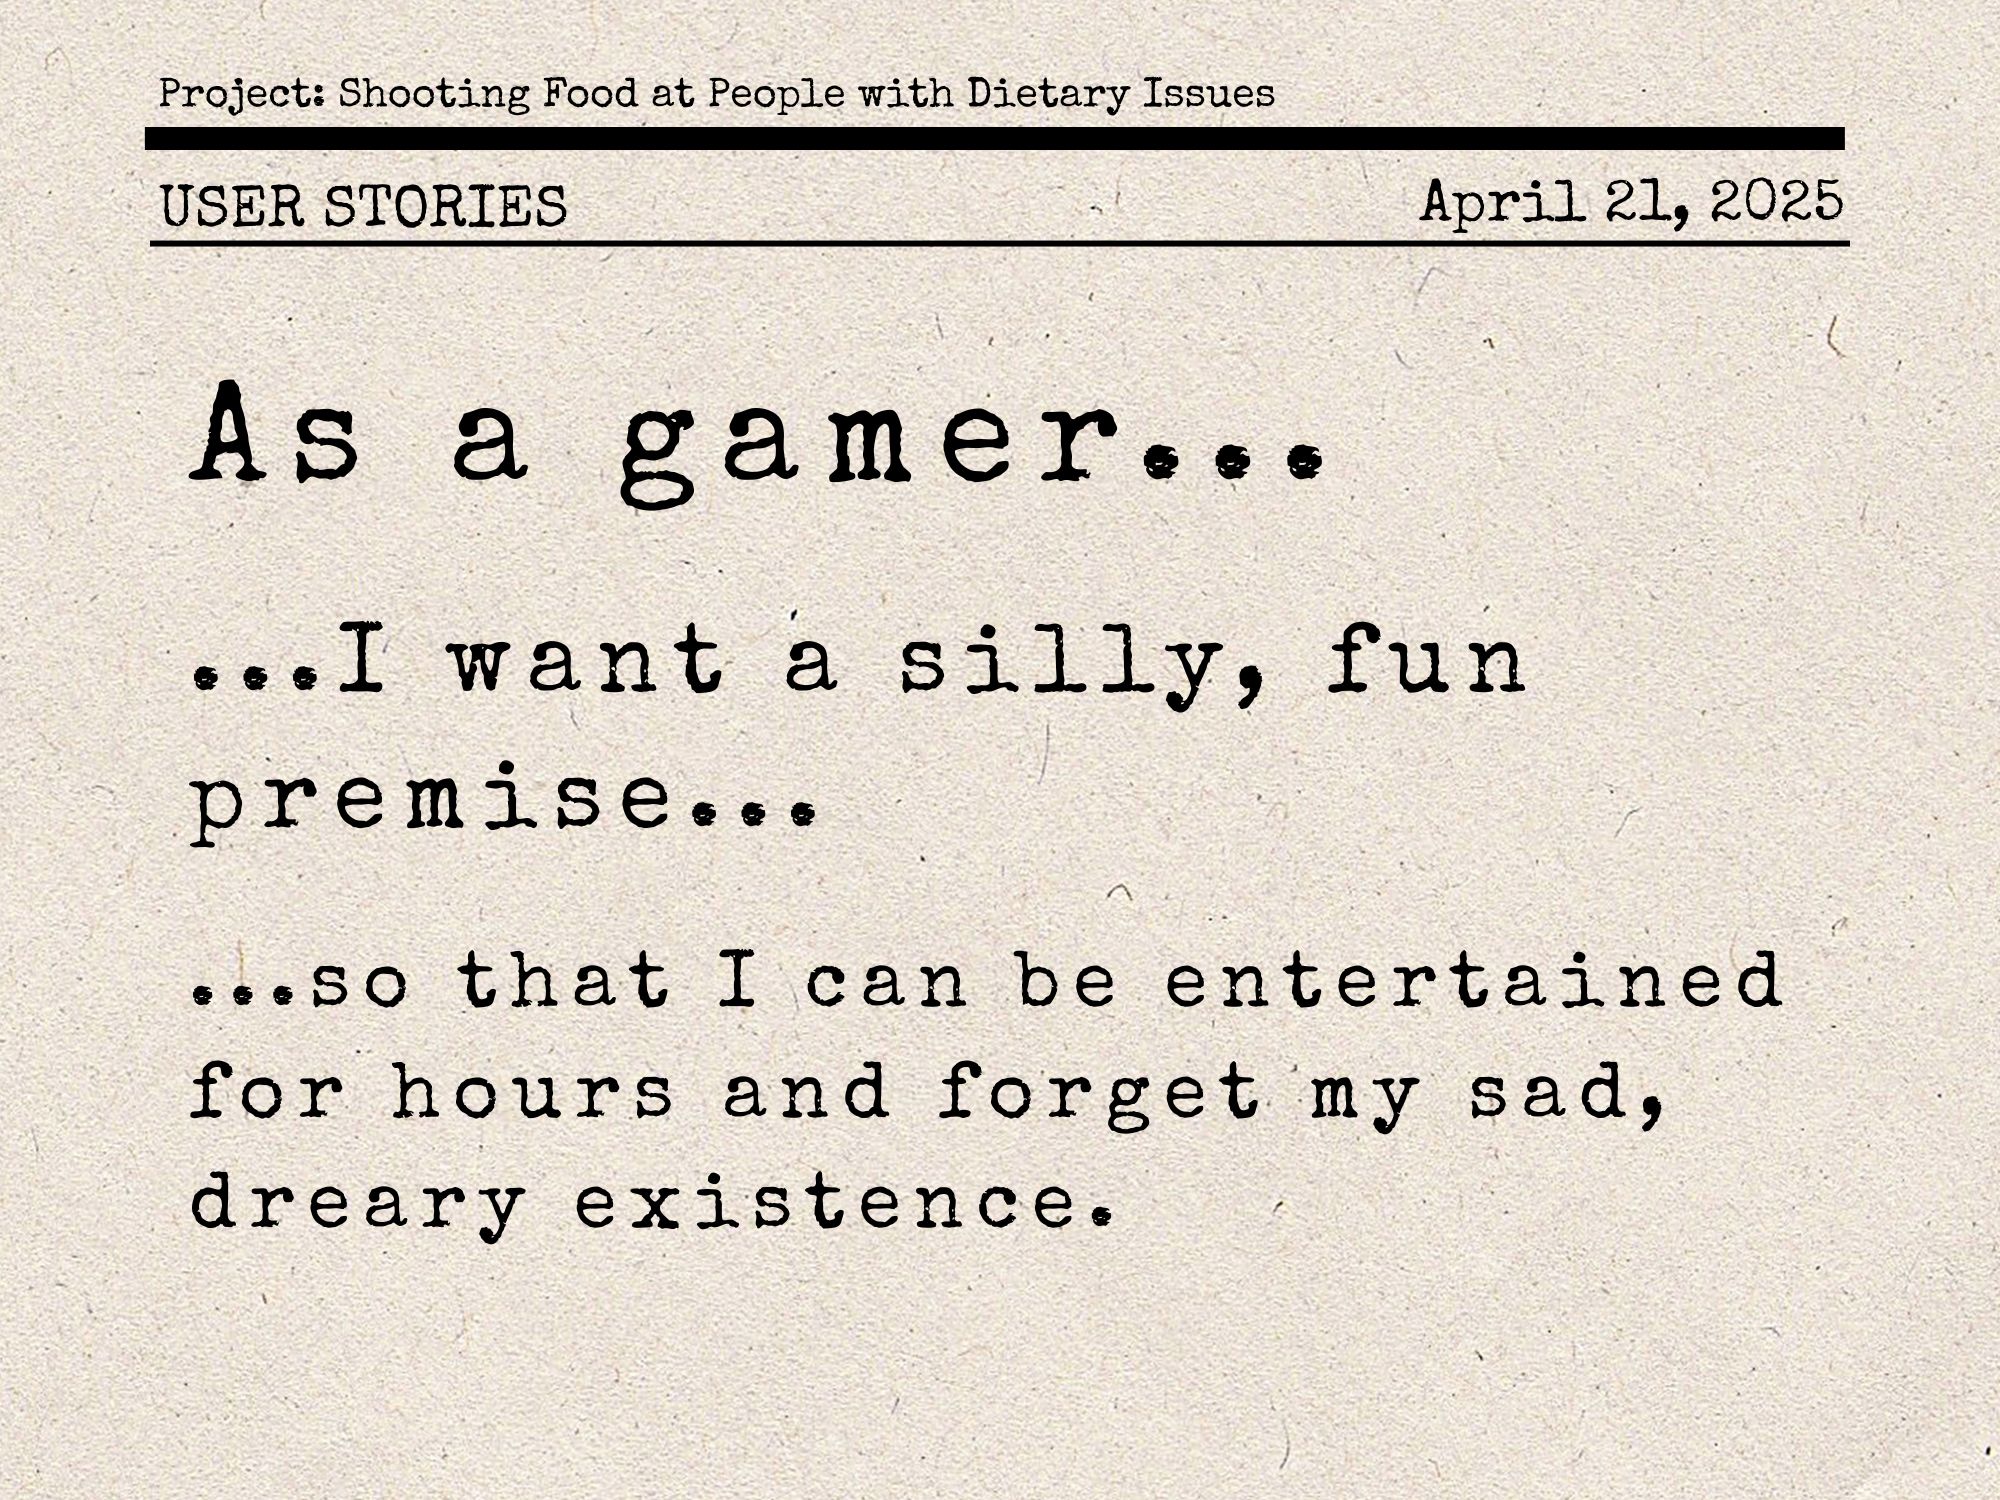 Project: Shooting Food at People with Dietary Issues
USER STORIES
April 21, 2025
As a gamer...
...I want a silly, fun
premise...
...so that I can be entertained
for hours and forget my sad,
dreary existence.